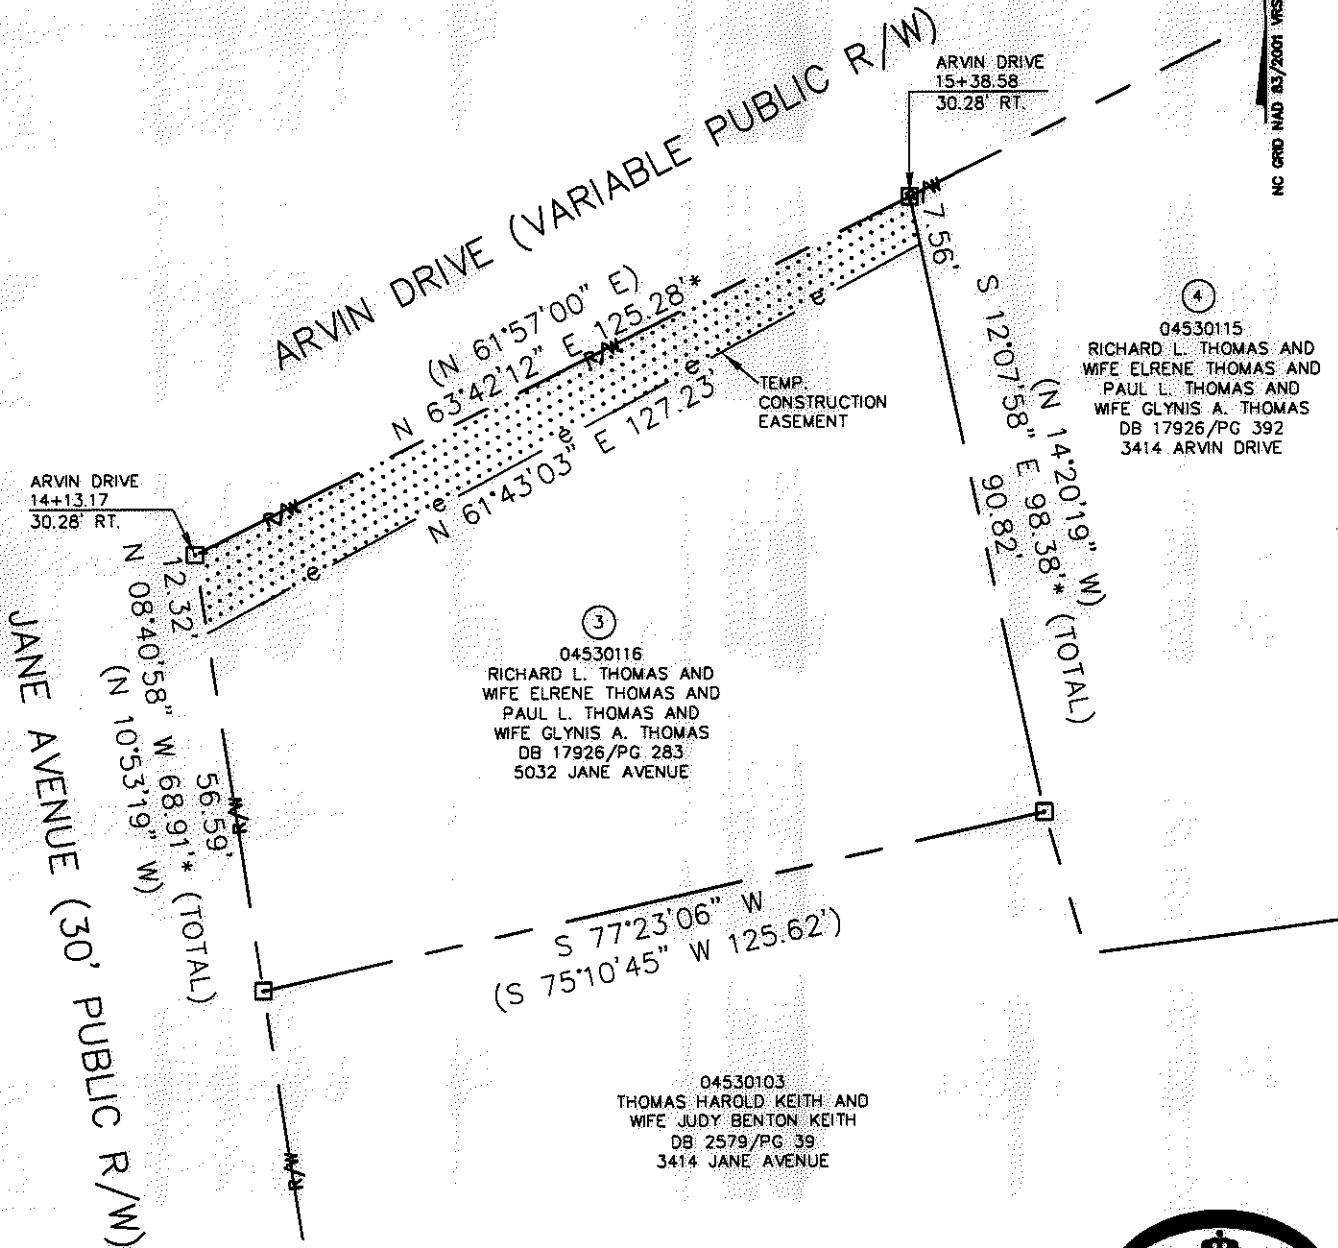 NC GRID NAD 83/2001 VRS
ARVIN DRIVE (VARIABLE PUBLIC R/W)
ARVIN DRIVE
15+38.58
30.28' RT.
(N 61°57'00" E)
N 63°42'12" E 125.28'*
R/W
R/W
R/W
e
e
e
e
e
N 61°43'03" E 127.23'
TEMP.
CONSTRUCTION
EASEMENT
7.56'
S 12°07'58" E 98.38'* (TOTAL)
(N 14°20'19" W)
90.82'
4
04530115
RICHARD L. THOMAS AND
WIFE ELRENE THOMAS AND
PAUL L. THOMAS AND
WIFE GLYNIS A. THOMAS
DB 17926/PG 392
3414 ARVIN DRIVE
ARVIN DRIVE
14+13.17
30.28' RT.
12.32'
N 08°40'58" W 68.91'* (TOTAL)
(N 10°53'19" W)
56.59'
R/W
JANE AVENUE (30' PUBLIC R/W)
3
04530116
RICHARD L. THOMAS AND
WIFE ELRENE THOMAS AND
PAUL L. THOMAS AND
WIFE GLYNIS A. THOMAS
DB 17926/PG 283
5032 JANE AVENUE
S 77°23'06" W
(S 75°10'45" W 125.62')
04530103
THOMAS HAROLD KEITH AND
WIFE JUDY BENTON KEITH
DB 2579/PG 39
3414 JANE AVENUE
R/W